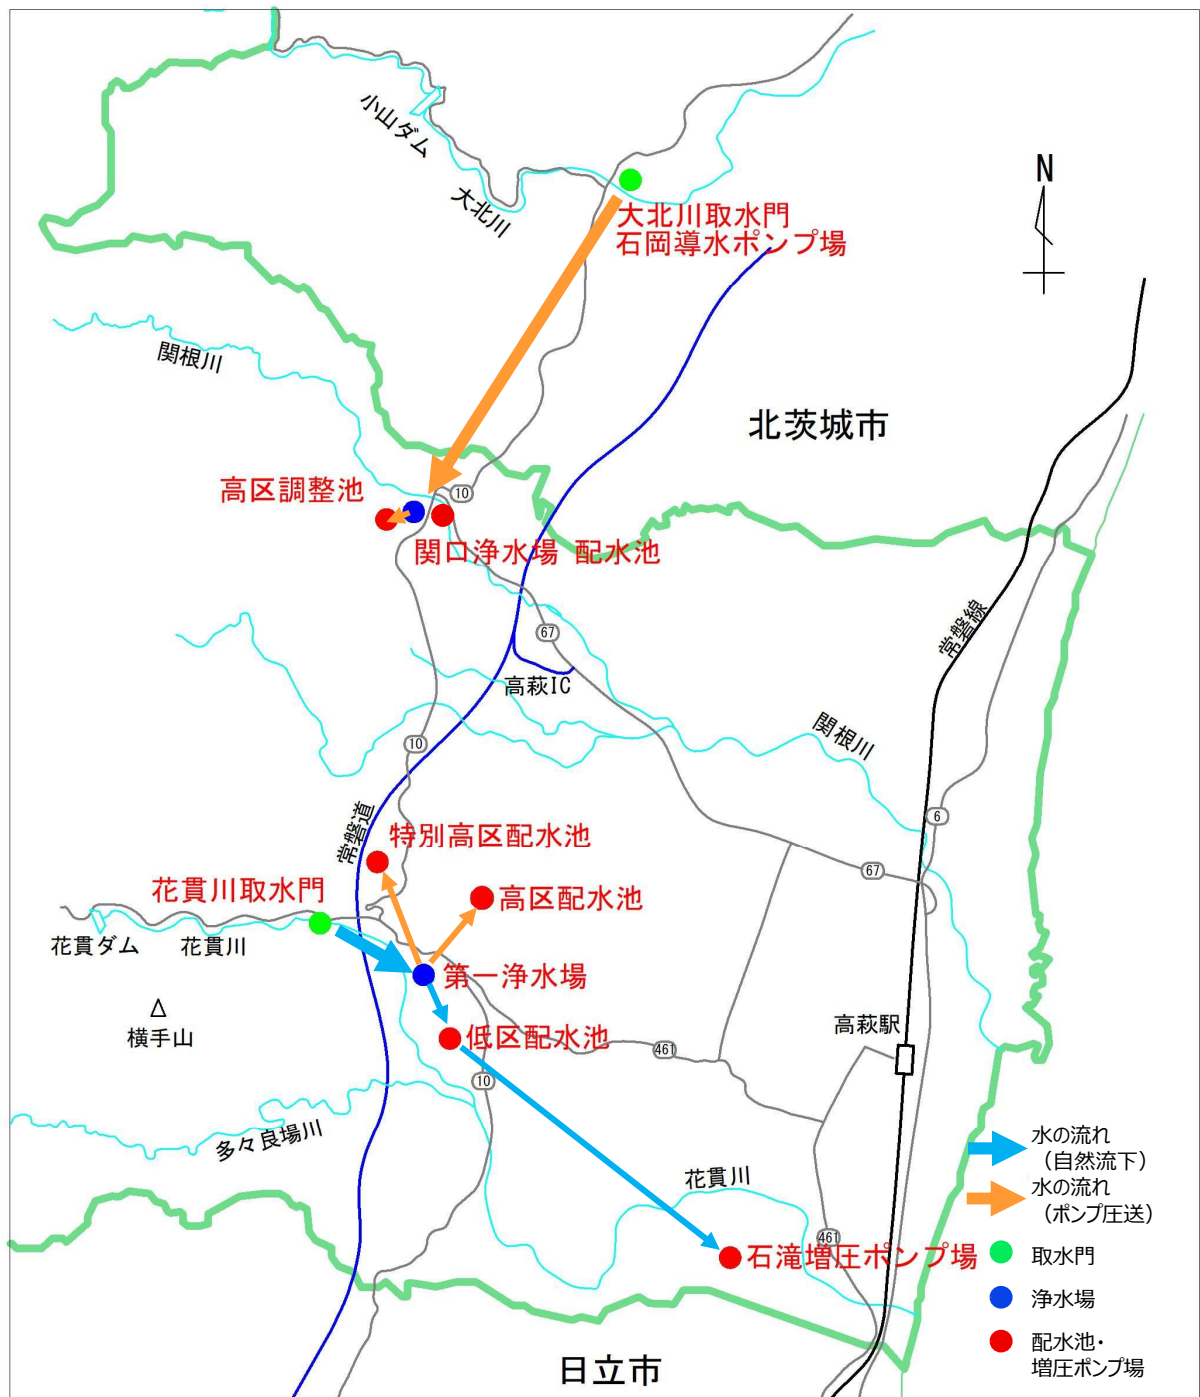 小山ダム
大北川
N
大北川取水門
石岡導水ポンプ場
関根川
北茨城市
高区調整池
10
関口浄水場 配水池
常磐線
67
高萩IC
関根川
10
常磐道
6
特別高区配水池
67
花貫川取水門
高区配水池
花貫ダム
花貫川
第一浄水場
横手山
高萩駅
低区配水池
461
10
多々良場川
水の流れ
（自然流下）
花貫川
水の流れ
（ポンプ圧送）
461
石滝増圧ポンプ場
取水門
浄水場
配水池・
増圧ポンプ場
日立市